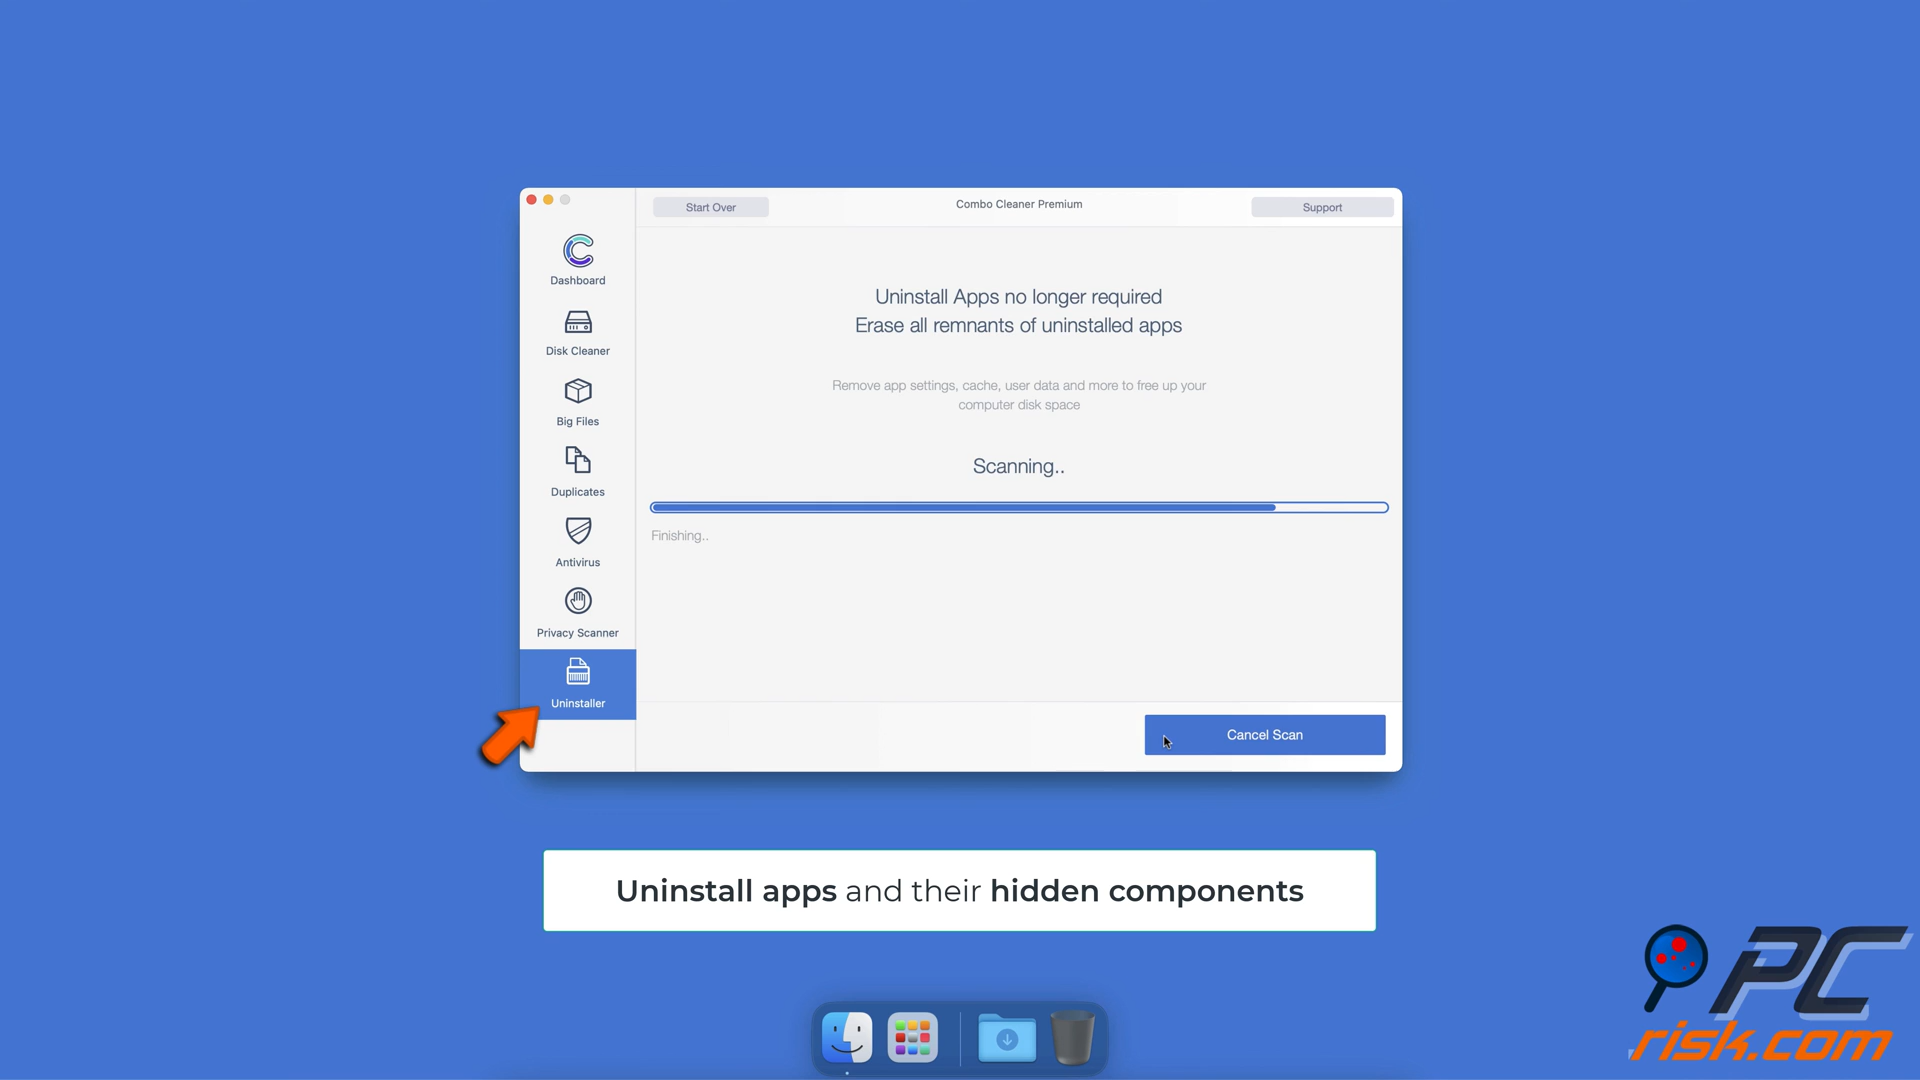 Start Over
Combo Cleaner Premium
Support
Dashboard
Disk Cleaner
Big Files
Duplicates
Antivirus
Privacy Scanner
Uninstaller
Uninstall Apps no longer required
Erase all remnants of uninstalled apps
Remove app settings, cache, user data and more to free up your
computer disk space
Scanning..
Finishing..
Cancel Scan
Uninstall apps and their hidden components
PC
risk.com